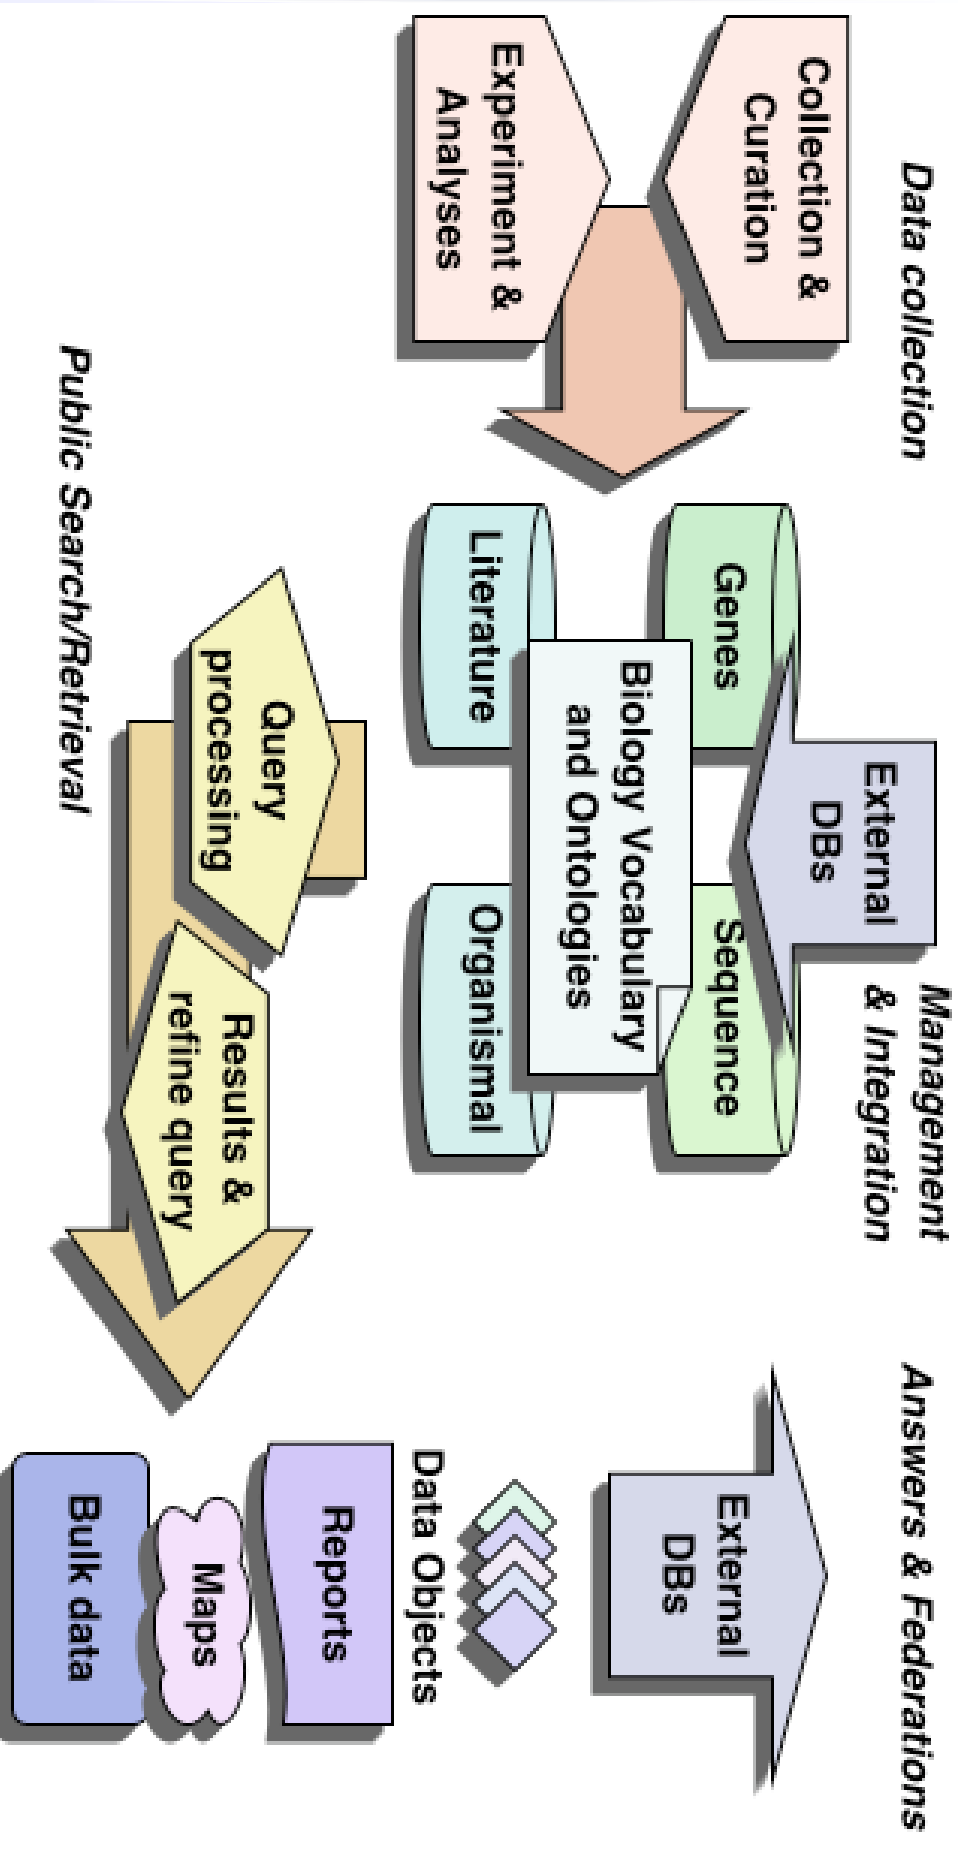 Data collection
Collection &
Curation
Experiment &
Analyses
Management
& Integration
External
DBs
Genes
Sequence
Biology Vocabulary
and Ontologies
Literature
Organismal
Public Search/Retrieval
Query
processing
Results &
refine query
Answers & Federations
External
DBs
Data Objects
Reports
Maps
Bulk data